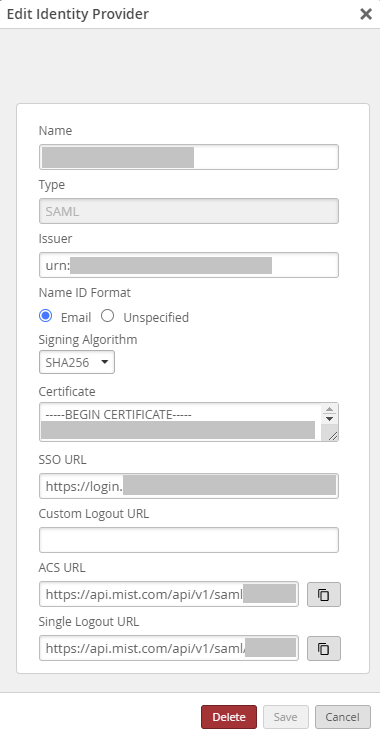 Edit Identity Provider
Name
Type
SAML
Issuer
urn:
Name ID Format
Email Unspecified
Signing Algorithm
SHA256
Certificate
-----BEGIN CERTIFICATE-----
SSO URL
https://login.
Custom Logout URL
ACS URL
https://api.mist.com/api/v1/saml
Single Logout URL
https://api.mist.com/api/v1/saml/
Delete Save Cancel